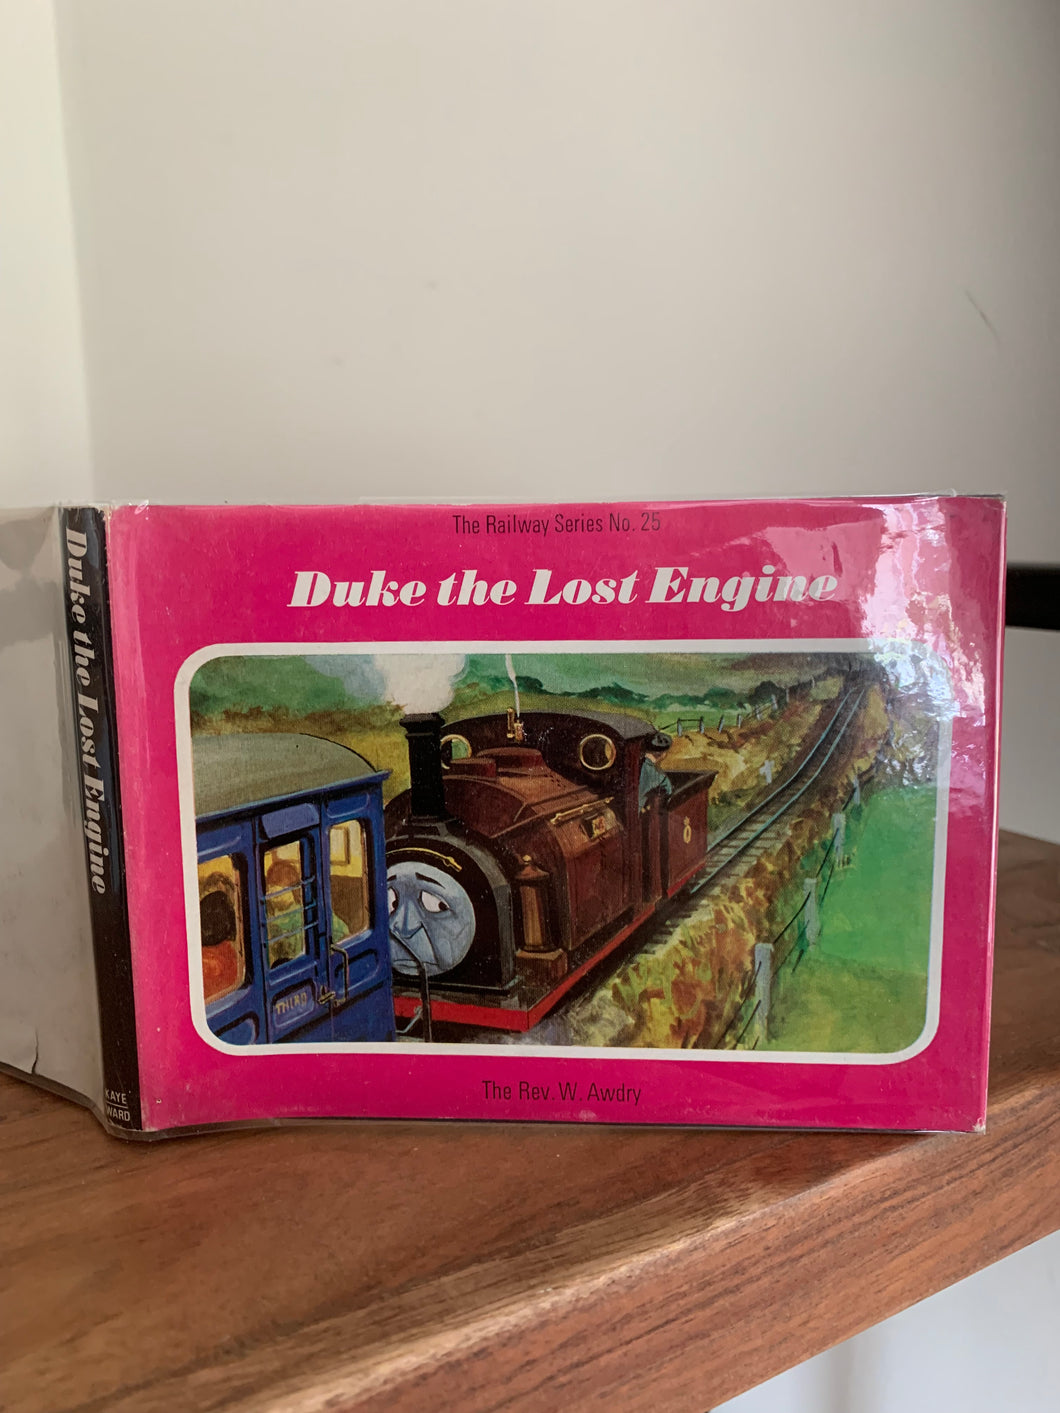 The Railway Series No. 25
Duke the Lost Engine
THIRD
The Rev. W. Awdry
Duke the Lost Engine
KAYE
WARD